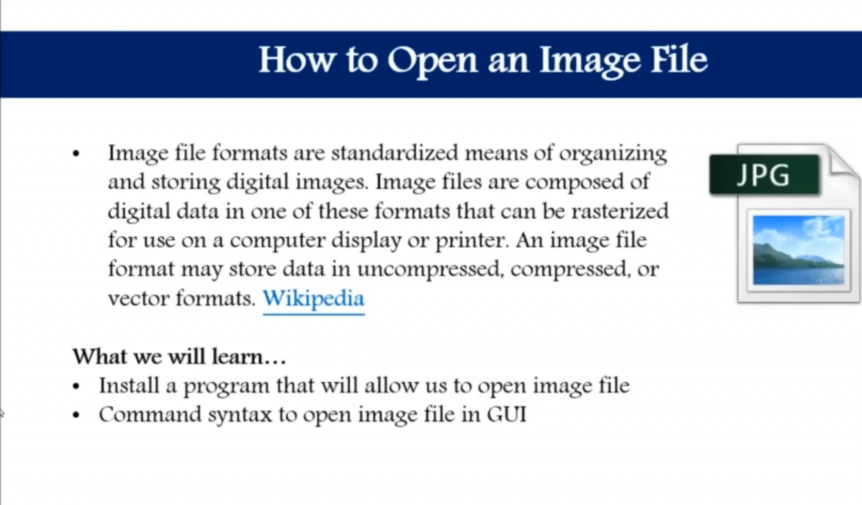 How to Open an Image File
• Image file formats are standardized means of organizing
and storing digital images. Image files are composed of
digital data in one of these formats that can be rasterized
for use on a computer display or printer. An image file
format may store data in uncompressed, compressed, or
vector formats. Wikipedia
JPG
What we will learn...
• Install a program that will allow us to open image file
• Command syntax to open image file in GUI